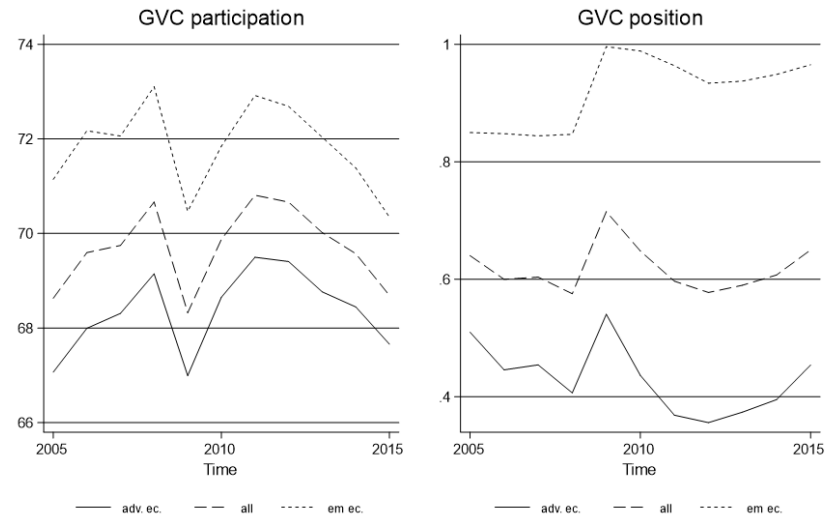 GVC participation
74
72
70
68
66
2005
2010
2015
Time
adv. ec.
all
em ec.
GVC position
1
.8
.6
.4
2005
2010
2015
Time
adv. ec.
all
em ec.